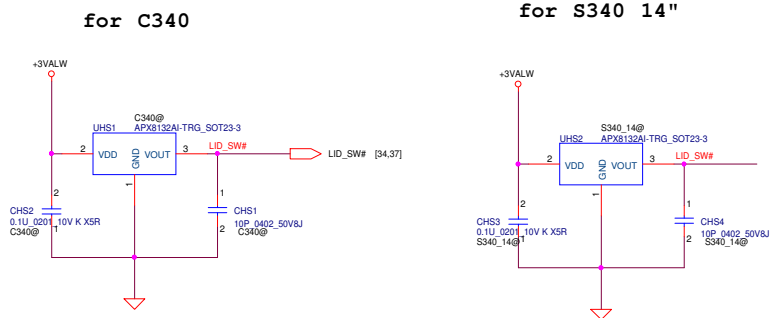 for C340
for S340 14"
+3VALW
C340@
UHS1
APX8132AI-TRG_SOT23-3
2
VDD
GND
VOUT
3
LID_SW#
LID_SW# [34,37]
1
2
CHS2
0.1U_0201_10V K X5R
C340@
1
1
CHS1
10P_0402_50V8J
2
C340@
+3VALW
S340_14@
UHS2
APX8132AI-TRG_SOT23-3
2
VDD
GND
VOUT
3
LID_SW#
1
2
CHS3
0.1U_0201_10V K X5R
S340_14@
1
1
CHS4
10P_0402_50V8J
2
S340_14@